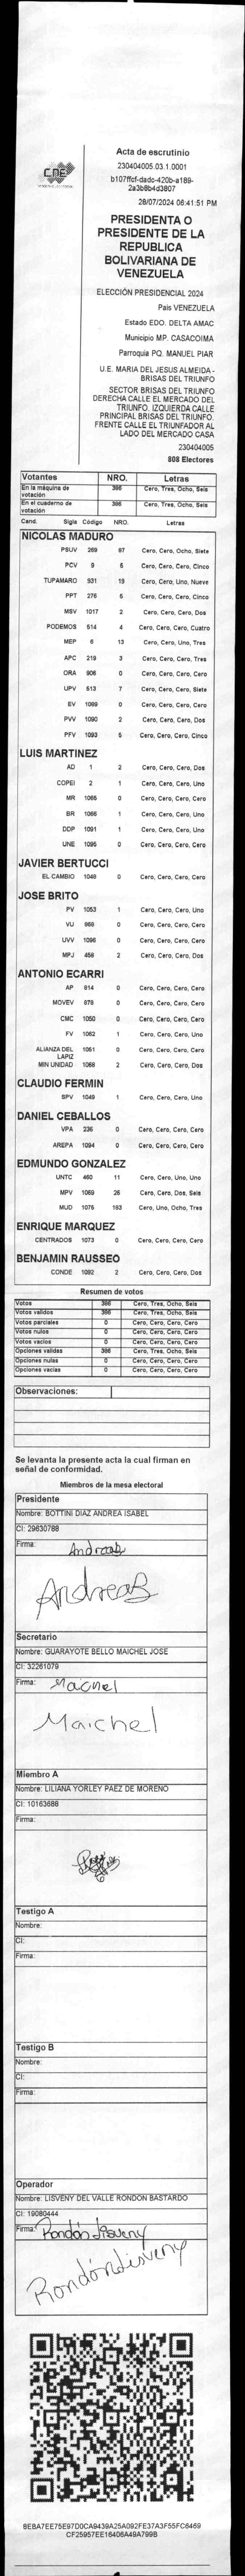 CNE
Acta de escrutinio
230404005.03.1.0001
b107ffcf-dadc-420b-a189-
2a3b8b4d3807
28/07/2024 06:41:51 PM
PRESIDENTA O
PRESIDENTE DE LA
REPUBLICA
BOLIVARIANA DE
VENEZUELA
ELECCIÓN PRESIDENCIAL 2024
Pais VENEZUELA
Estado EDO. DELTA AMAC
Municipio MP. CASACOIMA
Parroquia PQ. MANUEL PIAR
U.E. MARIA DEL JESUS ALMEIDA -
BRISAS DEL TRIUNFO
SECTOR BRISAS DEL TRIUNFO
DERECHA CALLE EL MERCADO DEL
TRIUNFO. IZQUIERDA CALLE
PRINCIPAL BRISAS DEL TRIUNFO.
FRENTE CALLE EL TRIUNFADOR AL
LADO DEL MERCADO CASA
230404005
808 Electores
Votantes NRO. Letras
En la máquina de votación 386 Cero, Tres, Ocho, Seis
En el cuaderno de votación 386 Cero, Tres, Ocho, Seis
Cand. Sigla Código NRO. Letras
NICOLAS MADURO
PSUV 269 87 Cero, Cero, Ocho, Siete
PCV 9 5 Cero, Cero, Cero, Cinco
TUPAMARO 931 19 Cero, Cero, Uno, Nueve
PPT 276 5 Cero, Cero, Cero, Cinco
MSV 1017 2 Cero, Cero, Cero, Dos
PODEMOS 514 4 Cero, Cero, Cero, Cuatro
MEP 6 13 Cero, Cero, Uno, Tres
APC 219 3 Cero, Cero, Cero, Tres
ORA 906 0 Cero, Cero, Cero, Cero
UPV 513 7 Cero, Cero, Cero, Siete
EV 1089 0 Cero, Cero, Cero, Cero
PVV 1090 2 Cero, Cero, Cero, Dos
PFV 1093 5 Cero, Cero, Cero, Cinco
LUIS MARTINEZ
AD 1 2 Cero, Cero, Cero, Dos
COPEI 2 1 Cero, Cero, Cero, Uno
MR 1065 0 Cero, Cero, Cero, Cero
BR 1066 1 Cero, Cero, Cero, Uno
DDP 1091 1 Cero, Cero, Cero, Uno
UNE 1095 0 Cero, Cero, Cero, Cero
JAVIER BERTUCCI
EL CAMBIO 1048 0 Cero, Cero, Cero, Cero
JOSE BRITO
PV 1053 1 Cero, Cero, Cero, Uno
VU 969 0 Cero, Cero, Cero, Cero
UVV 1096 0 Cero, Cero, Cero, Cero
MPJ 458 2 Cero, Cero, Cero, Dos
ANTONIO ECARRI
AP 814 0 Cero, Cero, Cero, Cero
MOVEV 878 0 Cero, Cero, Cero, Cero
CMC 1050 0 Cero, Cero, Cero, Cero
FV 1062 1 Cero, Cero, Cero, Uno
ALIANZA DEL LAPIZ 1051 0 Cero, Cero, Cero, Cero
MIN UNIDAD 1068 2 Cero, Cero, Cero, Dos
CLAUDIO FERMIN
SPV 1049 1 Cero, Cero, Cero, Uno
DANIEL CEBALLOS
VPA 236 0 Cero, Cero, Cero, Cero
AREPA 1094 0 Cero, Cero, Cero, Cero
EDMUNDO GONZALEZ
UNTC 460 11 Cero, Cero, Uno, Uno
MPV 1069 26 Cero, Cero, Dos, Seis
MUD 1076 183 Cero, Uno, Ocho, Tres
ENRIQUE MARQUEZ
CENTRADOS 1073 0 Cero, Cero, Cero, Cero
BENJAMIN RAUSSEO
CONDE 1092 2 Cero, Cero, Cero, Dos
Resumen de votos
Votos 386 Cero, Tres, Ocho, Seis
Votos validos 386 Cero, Tres, Ocho, Seis
Votos parciales 0 Cero, Cero, Cero, Cero
Votos nulos 0 Cero, Cero, Cero, Cero
Votos vacios 0 Cero, Cero, Cero, Cero
Opciones validas 386 Cero, Tres, Ocho, Seis
Opciones nulas 0 Cero, Cero, Cero, Cero
Opciones vacias 0 Cero, Cero, Cero, Cero
Observaciones:
Se levanta la presente acta la cual firman en
señal de conformidad.
Miembros de la mesa electoral
Presidente
Nombre: BOTTINI DIAZ ANDREA ISABEL
CI: 29630788
Firma: AndreaB
AndreaB
Secretario
Nombre: GUARAYOTE BELLO MAICHEL JOSE
CI: 32261079
Firma: Maichel
Maichel
Miembro A
Nombre: LILIANA YORLEY PAEZ DE MORENO
CI: 10163688
Firma:
Testigo A
Nombre:
CI:
Firma:
Testigo B
Nombre:
CI:
Firma:
Operador
Nombre: LISVENY DEL VALLE RONDON BASTARDO
CI: 19080444
Firma: Rondón Lisveny
Rondón Lisveny
8EBA7EE75E97D0CA9439A25A092FE37A3F55FC6469
CF25957EE16406A49A799B